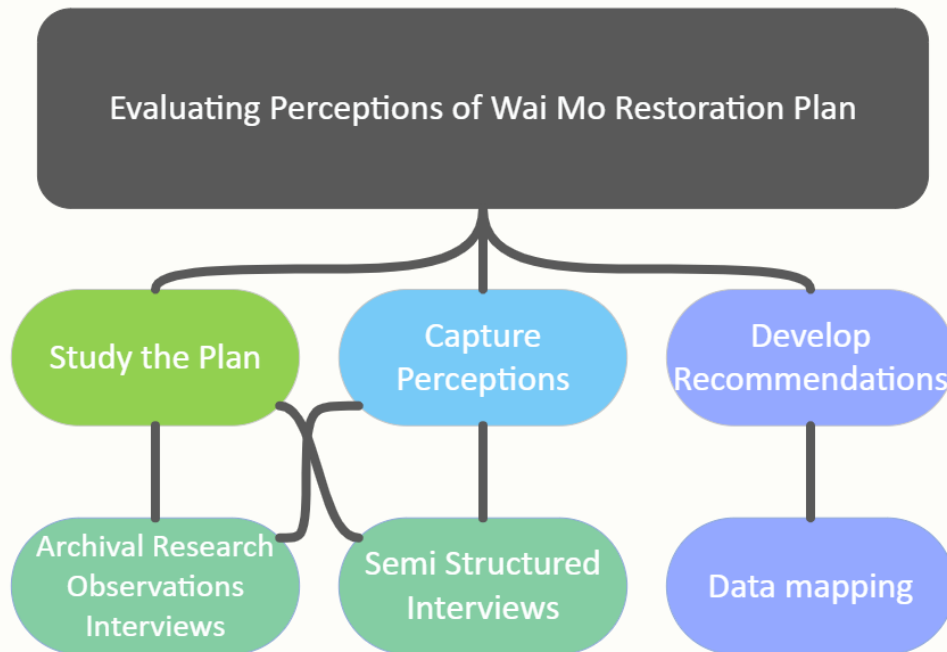 Evaluating Perceptions of Wai Mo Restoration Plan
Study the Plan
Capture
Perceptions
Develop
Recommendations
Archival Research
Observations
Interviews
Semi Structured
Interviews
Data mapping